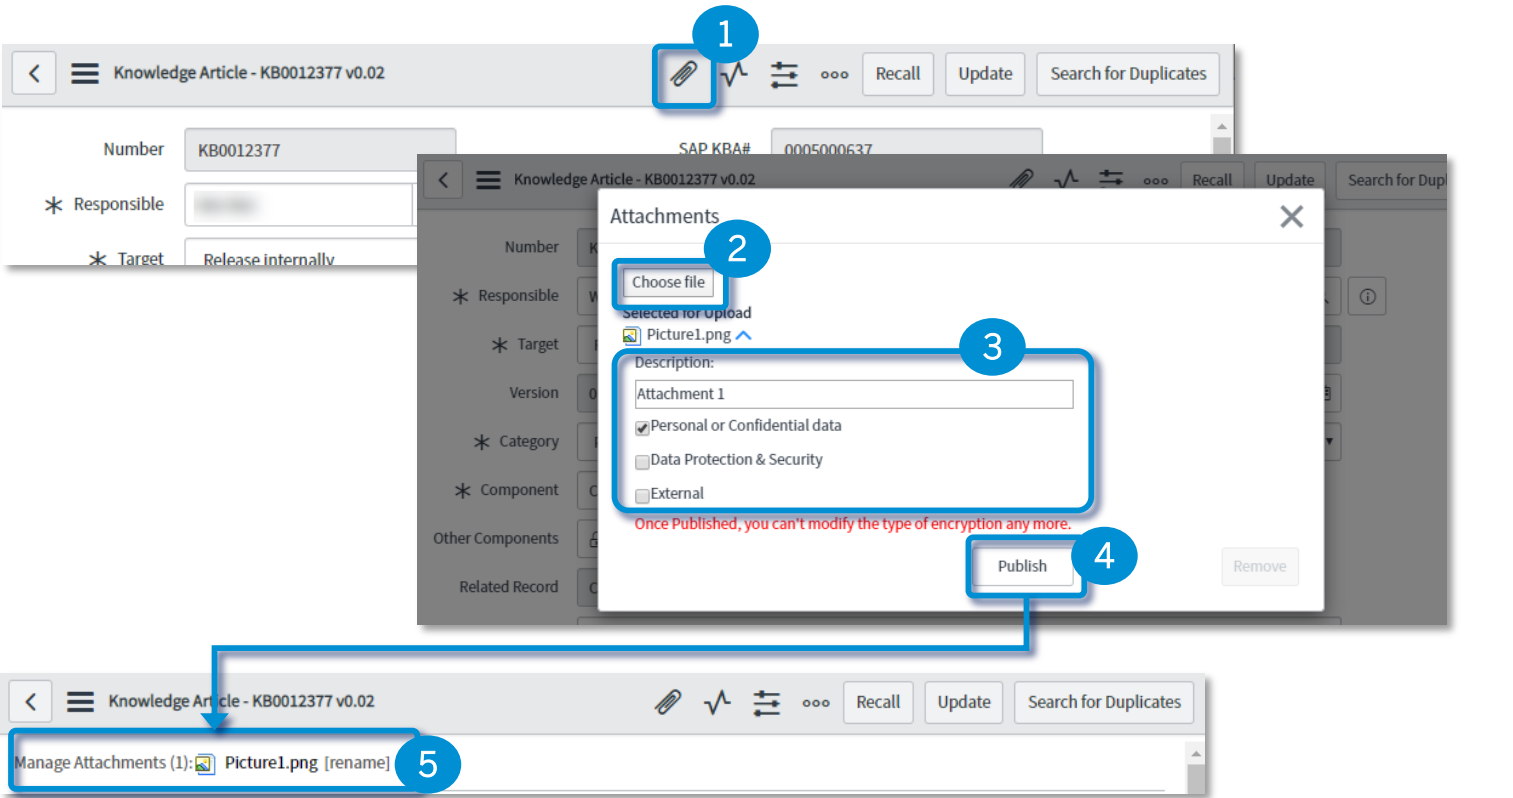 1
Knowledge Article - KB0012377 v0.02
Recall
Update
Search for Duplicates
Number
KB0012377
SAP KBA#
0005000637
Responsible
Target
Release internally
Knowledge Article - KB0012377 v0.02
Recall
Update
Search for Dupl
Attachments
2
Number
K
Choose file
Responsible
W
Selected for Upload
Picture1.png
3
Target
Description:
Version
0
Attachment 1
Personal or Confidential data
Category
Data Protection & Security
Component
C
External
Once Published, you can't modify the type of encryption any more.
Other Components
4
Publish
Remove
Related Record
C
Knowledge Article - KB0012377 v0.02
Recall
Update
Search for Duplicates
Manage Attachments (1):
Picture1.png [rename]
5